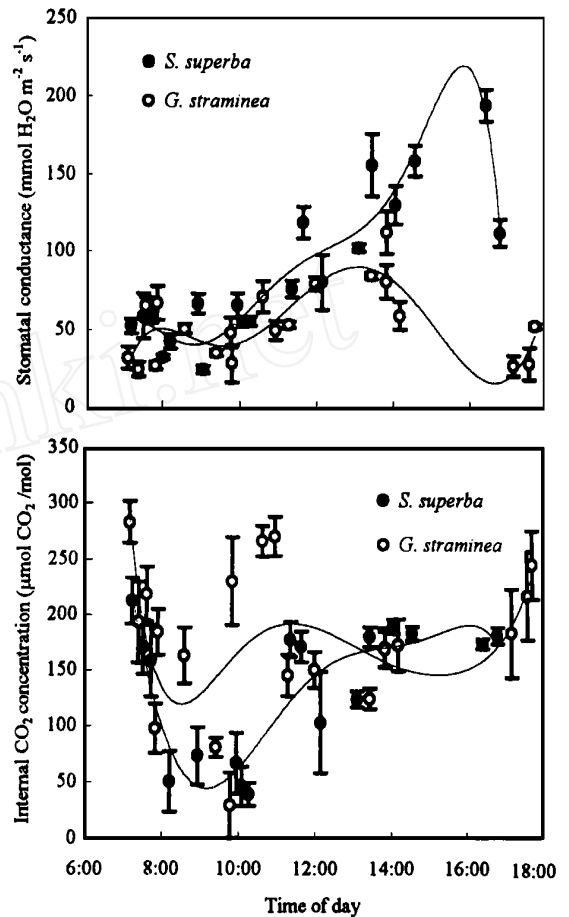 250
200
150
100
50
0
Stomatal conductance (mmol H₂O m⁻² s⁻¹)
S. superba
G. straminea
350
300
250
200
150
100
50
0
Internal CO₂ concentration (µmol CO₂ /mol)
S. superba
G. straminea
6:00 8:00 10:00 12:00 14:00 16:00 18:00
Time of day
nki.net